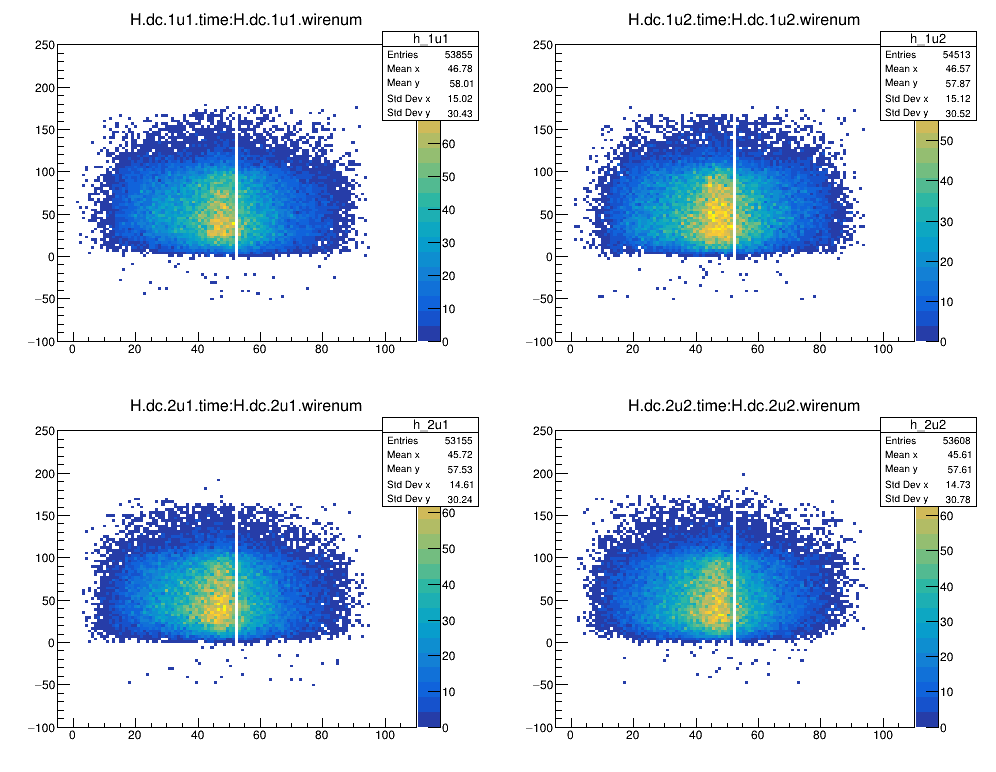 H.dc.1u1.time:H.dc.1u1.wirenum
h_1u1
Entries 53855
Mean x 46.78
Mean y 58.01
Std Dev x 15.02
Std Dev y 30.43
250
200
150
100
50
0
−50
−100
0 20 40 60 80 100
60
50
40
30
20
10
0
H.dc.1u2.time:H.dc.1u2.wirenum
h_1u2
Entries 54513
Mean x 46.57
Mean y 57.87
Std Dev x 15.12
Std Dev y 30.52
250
200
150
100
50
0
−50
−100
0 20 40 60 80 100
50
40
30
20
10
0
H.dc.2u1.time:H.dc.2u1.wirenum
h_2u1
Entries 53155
Mean x 45.72
Mean y 57.53
Std Dev x 14.61
Std Dev y 30.24
250
200
150
100
50
0
−50
−100
0 20 40 60 80 100
60
50
40
30
20
10
0
H.dc.2u2.time:H.dc.2u2.wirenum
h_2u2
Entries 53608
Mean x 45.61
Mean y 57.61
Std Dev x 14.73
Std Dev y 30.78
250
200
150
100
50
0
−50
−100
0 20 40 60 80 100
60
50
40
30
20
10
0